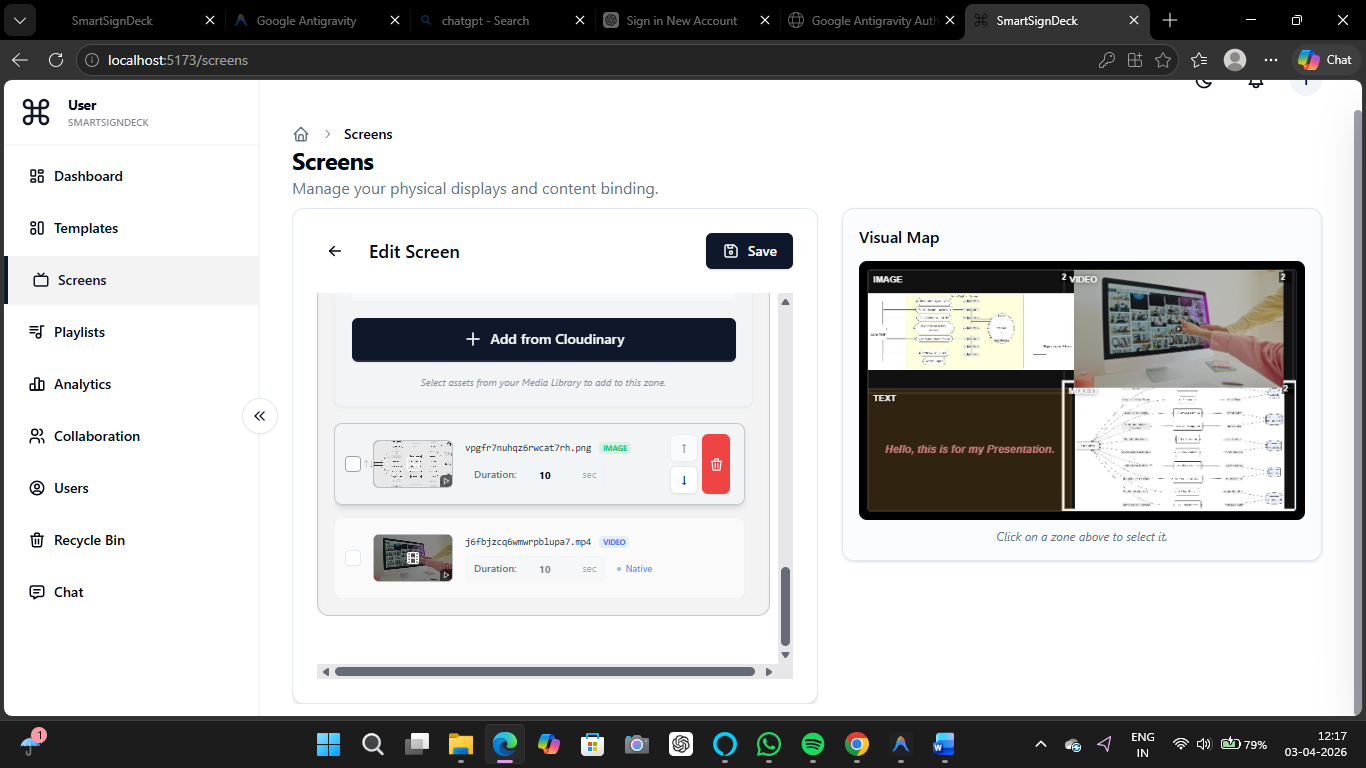 SmartSignDeck
Google Antigravity
chatgpt - Search
Sign in New Account
Google Antigravity Auth
SmartSignDeck
localhost:5173/screens
Chat
User
SMARTSIGNDECK
Dashboard
Templates
Screens
Playlists
Analytics
Collaboration
Users
Recycle Bin
Chat
Screens
Screens
Manage your physical displays and content binding.
Edit Screen
Save
Add from Cloudinary
Select assets from your Media Library to add to this zone.
vpgfr7nuhqz6rwcat7rh.png IMAGE
Duration: 10 sec
j6fbjzcq6wmwrpblupa7.mp4 VIDEO
Duration: 10 sec Native
Visual Map
IMAGE 2
VIDEO 2
TEXT
Hello, this is for my Presentation.
MIXED 2
Click on a zone above to select it.
1
ENG
IN
79%
12:17
03-04-2026